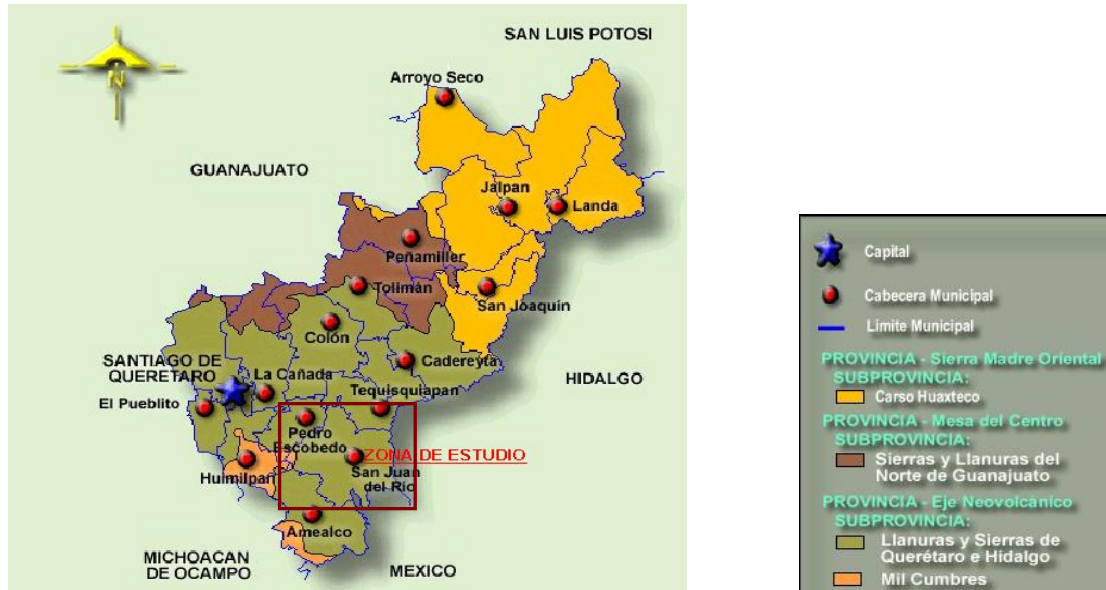 SAN LUIS POTOSI
Arroyo Seco
N
GUANAJUATO
Jalpan
Landa
Peñamiller
Tolimán
San Joaquin
Colón
SANTIAGO DE
QUERETARO
La Cañada
Cadereyta
HIDALGO
El Pueblito
Tequisquiapan
Pedro
Escobedo
ZONA DE ESTUDIO
Huimilpan
San Juan
del Río
Amealco
MICHOACAN
DE OCAMPO
MEXICO
Capital
Cabecera Municipal
Limite Municipal
PROVINCIA - Sierra Madre Oriental
SUBPROVINCIA:
Carso Huaxteco
PROVINCIA - Mesa del Centro
SUBPROVINCIA:
Sierras y Llanuras del
Norte de Guanajuato
PROVINCIA - Eje Neovolcánico
SUBPROVINCIA:
Llanuras y Sierras de
Querétaro e Hidalgo
Mil Cumbres